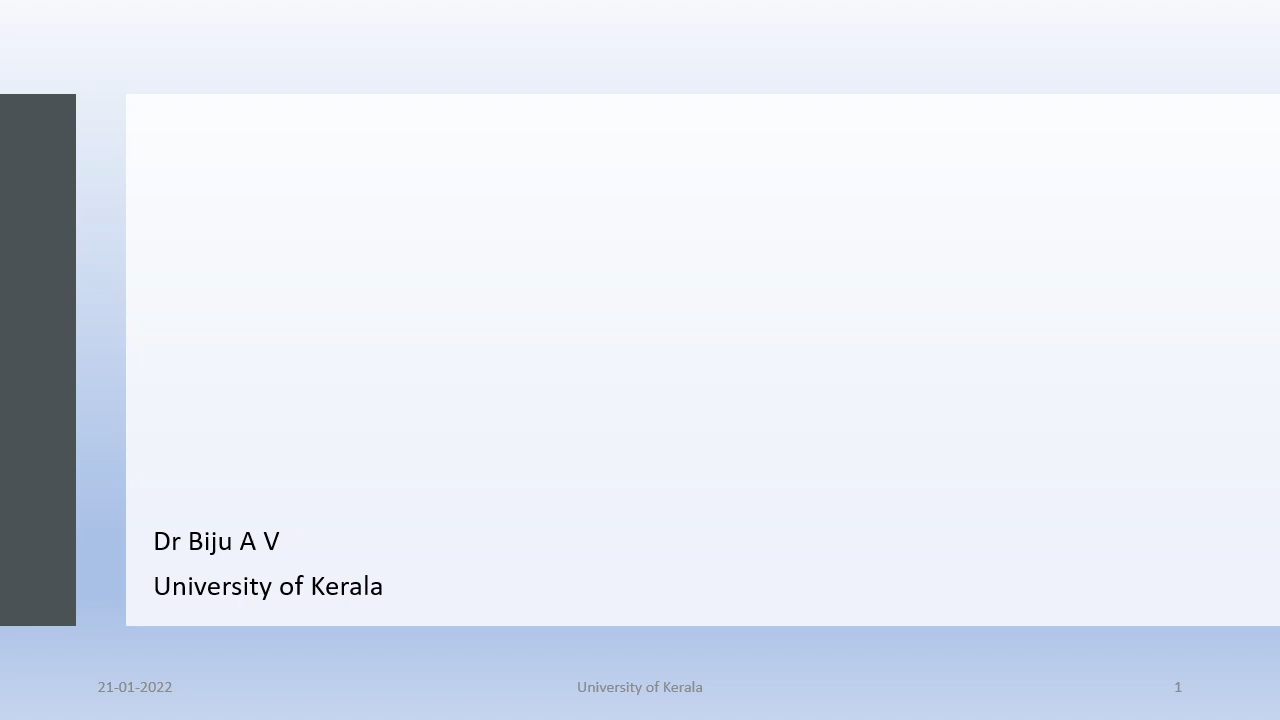 Dr Biju A V
University of Kerala
21-01-2022
University of Kerala
1